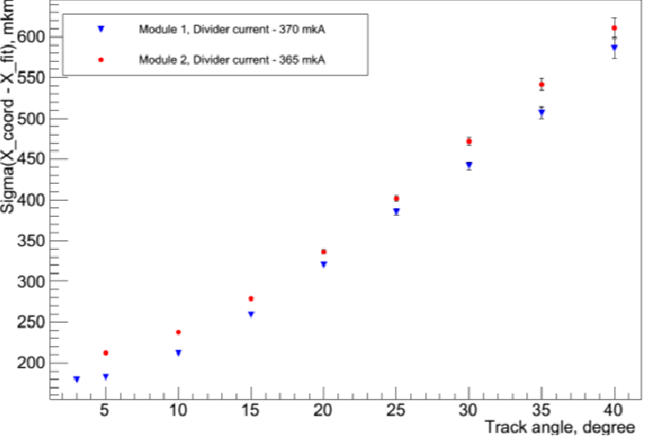 Sigma(X_coord - X_fit), mkm
Module 1, Divider current - 370 mkA
Module 2, Divider current - 365 mkA
600
550
500
450
400
350
300
250
200
5 10 15 20 25 30 35 40
Track angle, degree